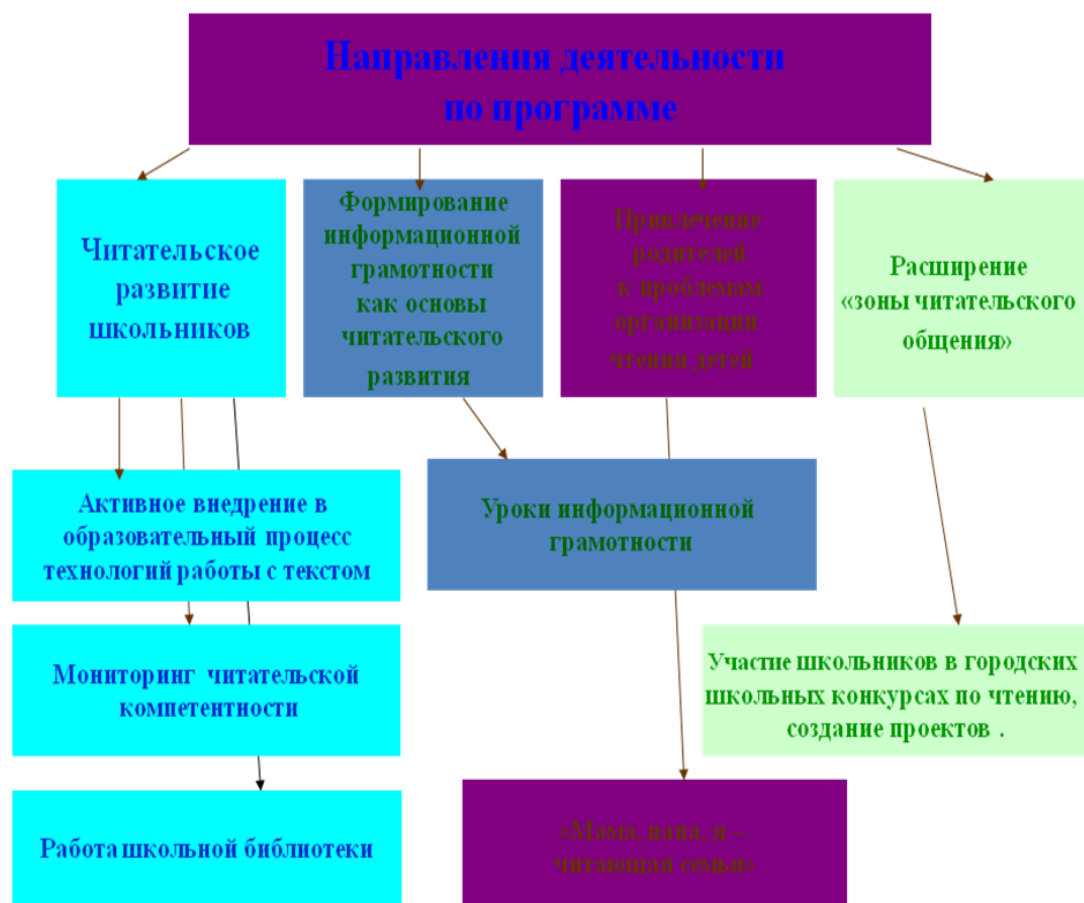 Направления деятельности
по программе
Читательское
развитие
школьников
Формирование
информационной
грамотности
как основы
читательского
развития
Привлечение
родителей
к проблемам
организации
чтения детей
Расширение
«зоны читательского
общения»
Активное внедрение в
образовательный процесс
технологий работы с текстом
Уроки информационной
грамотности
Мониторинг читательской
компетентности
Участие школьников в городских
школьных конкурсах по чтению,
создание проектов .
Работа школьной библиотеки
«Мама, папа, я –
читающая семья»